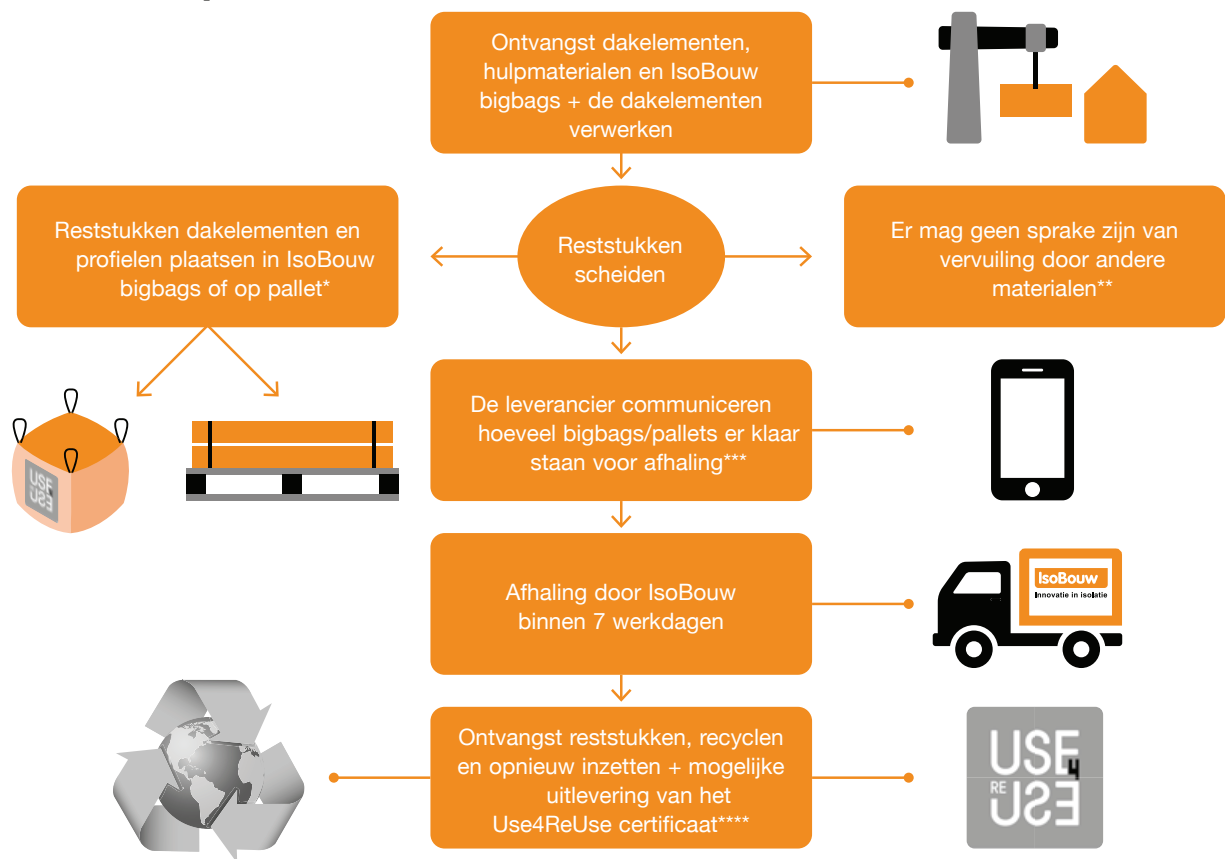 Ontvangst dakelementen,
hulpmaterialen en IsoBouw
bigbags + de dakelementen
verwerken
Reststukken dakelementen en
profielen plaatsen in IsoBouw
bigbags of op pallet*
Reststukken
scheiden
Er mag geen sprake zijn van
vervuiling door andere
materialen**
USE
USE
De leverancier communiceren
hoeveel bigbags/pallets er klaar
staan voor afhaling***
Afhaling door IsoBouw
binnen 7 werkdagen
IsoBouw
Innovatie in isolatie
Ontvangst reststukken, recyclen
en opnieuw inzetten + mogelijke
uitlevering van het
Use4ReUse certificaat****
USE
4
RE
USE